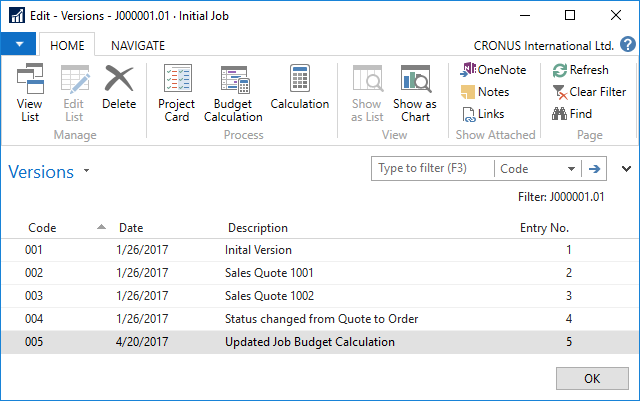 Edit - Versions - J000001.01 · Initial Job
HOME NAVIGATE CRONUS International Ltd. ?
View List
Edit List
Delete
Manage
Project Card
Budget Calculation
Calculation
Process
Show as List
Show as Chart
View
OneNote
Notes
Links
Show Attached
Refresh
Clear Filter
Find
Page
Versions
Type to filter (F3) Code
Filter: J000001.01
Code Date Description Entry No.
001 1/26/2017 Inital Version 1
002 1/26/2017 Sales Quote 1001 2
003 1/26/2017 Sales Quote 1002 3
004 1/26/2017 Status changed from Quote to Order 4
005 4/20/2017 Updated Job Budget Calculation 5
OK